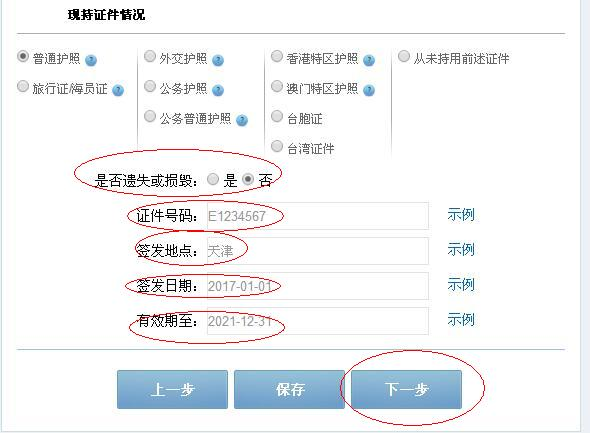 现持证件情况
普通护照 外交护照 香港特区护照 从未持用前述证件
旅行证/海员证 公务护照 澳门特区护照
公务普通护照 台胞证
台湾证件
是否遗失或损毁： 是 否
证件号码： E1234567 示例
签发地点： 天津 示例
签发日期： 2017-01-01 示例
有效期至： 2021-12-31 示例
上一步 保存 下一步